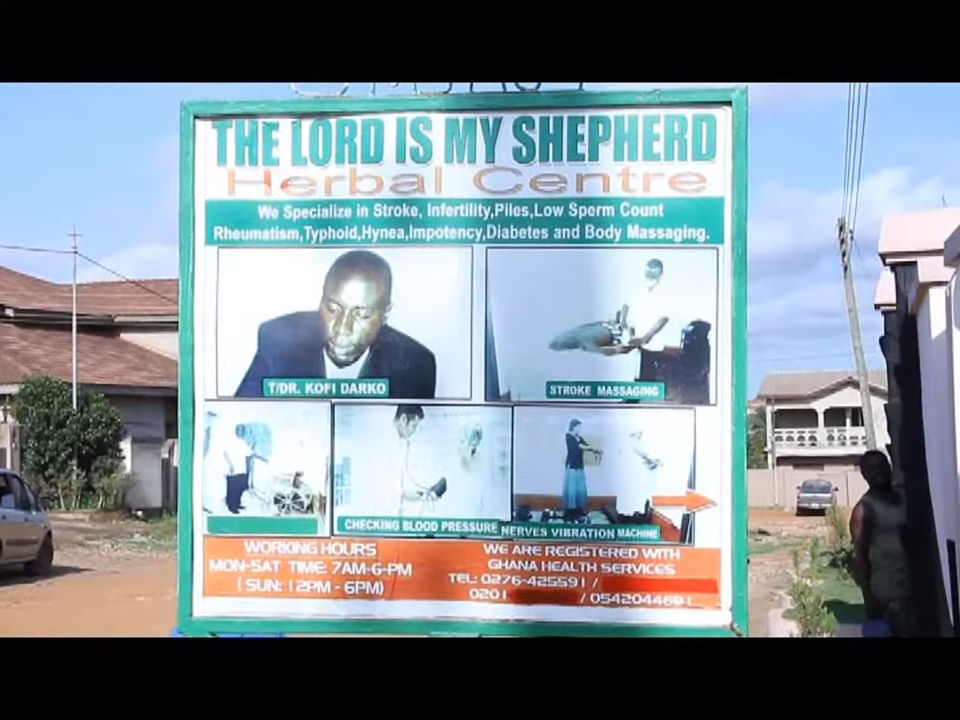 THE LORD IS MY SHEPHERD
Herbal Centre
We Specialize in Stroke, Infertility,Piles,Low Sperm Count
Rheumatism,Typhoid,Hynea,Impotency,Diabetes and Body Massaging.
T/DR. KOFI DARKO
STROKE MASSAGING
CHECKING BLOOD PRESSURE
NERVES VIBRATION MACHINE
WORKING HOURS
MON-SAT TIME: 7AM-6-PM
( SUN: 12PM - 6PM)
WE ARE REGISTERED WITH
GHANA HEALTH SERVICES
TEL: 0276-425591 /
0201 / 0542044691